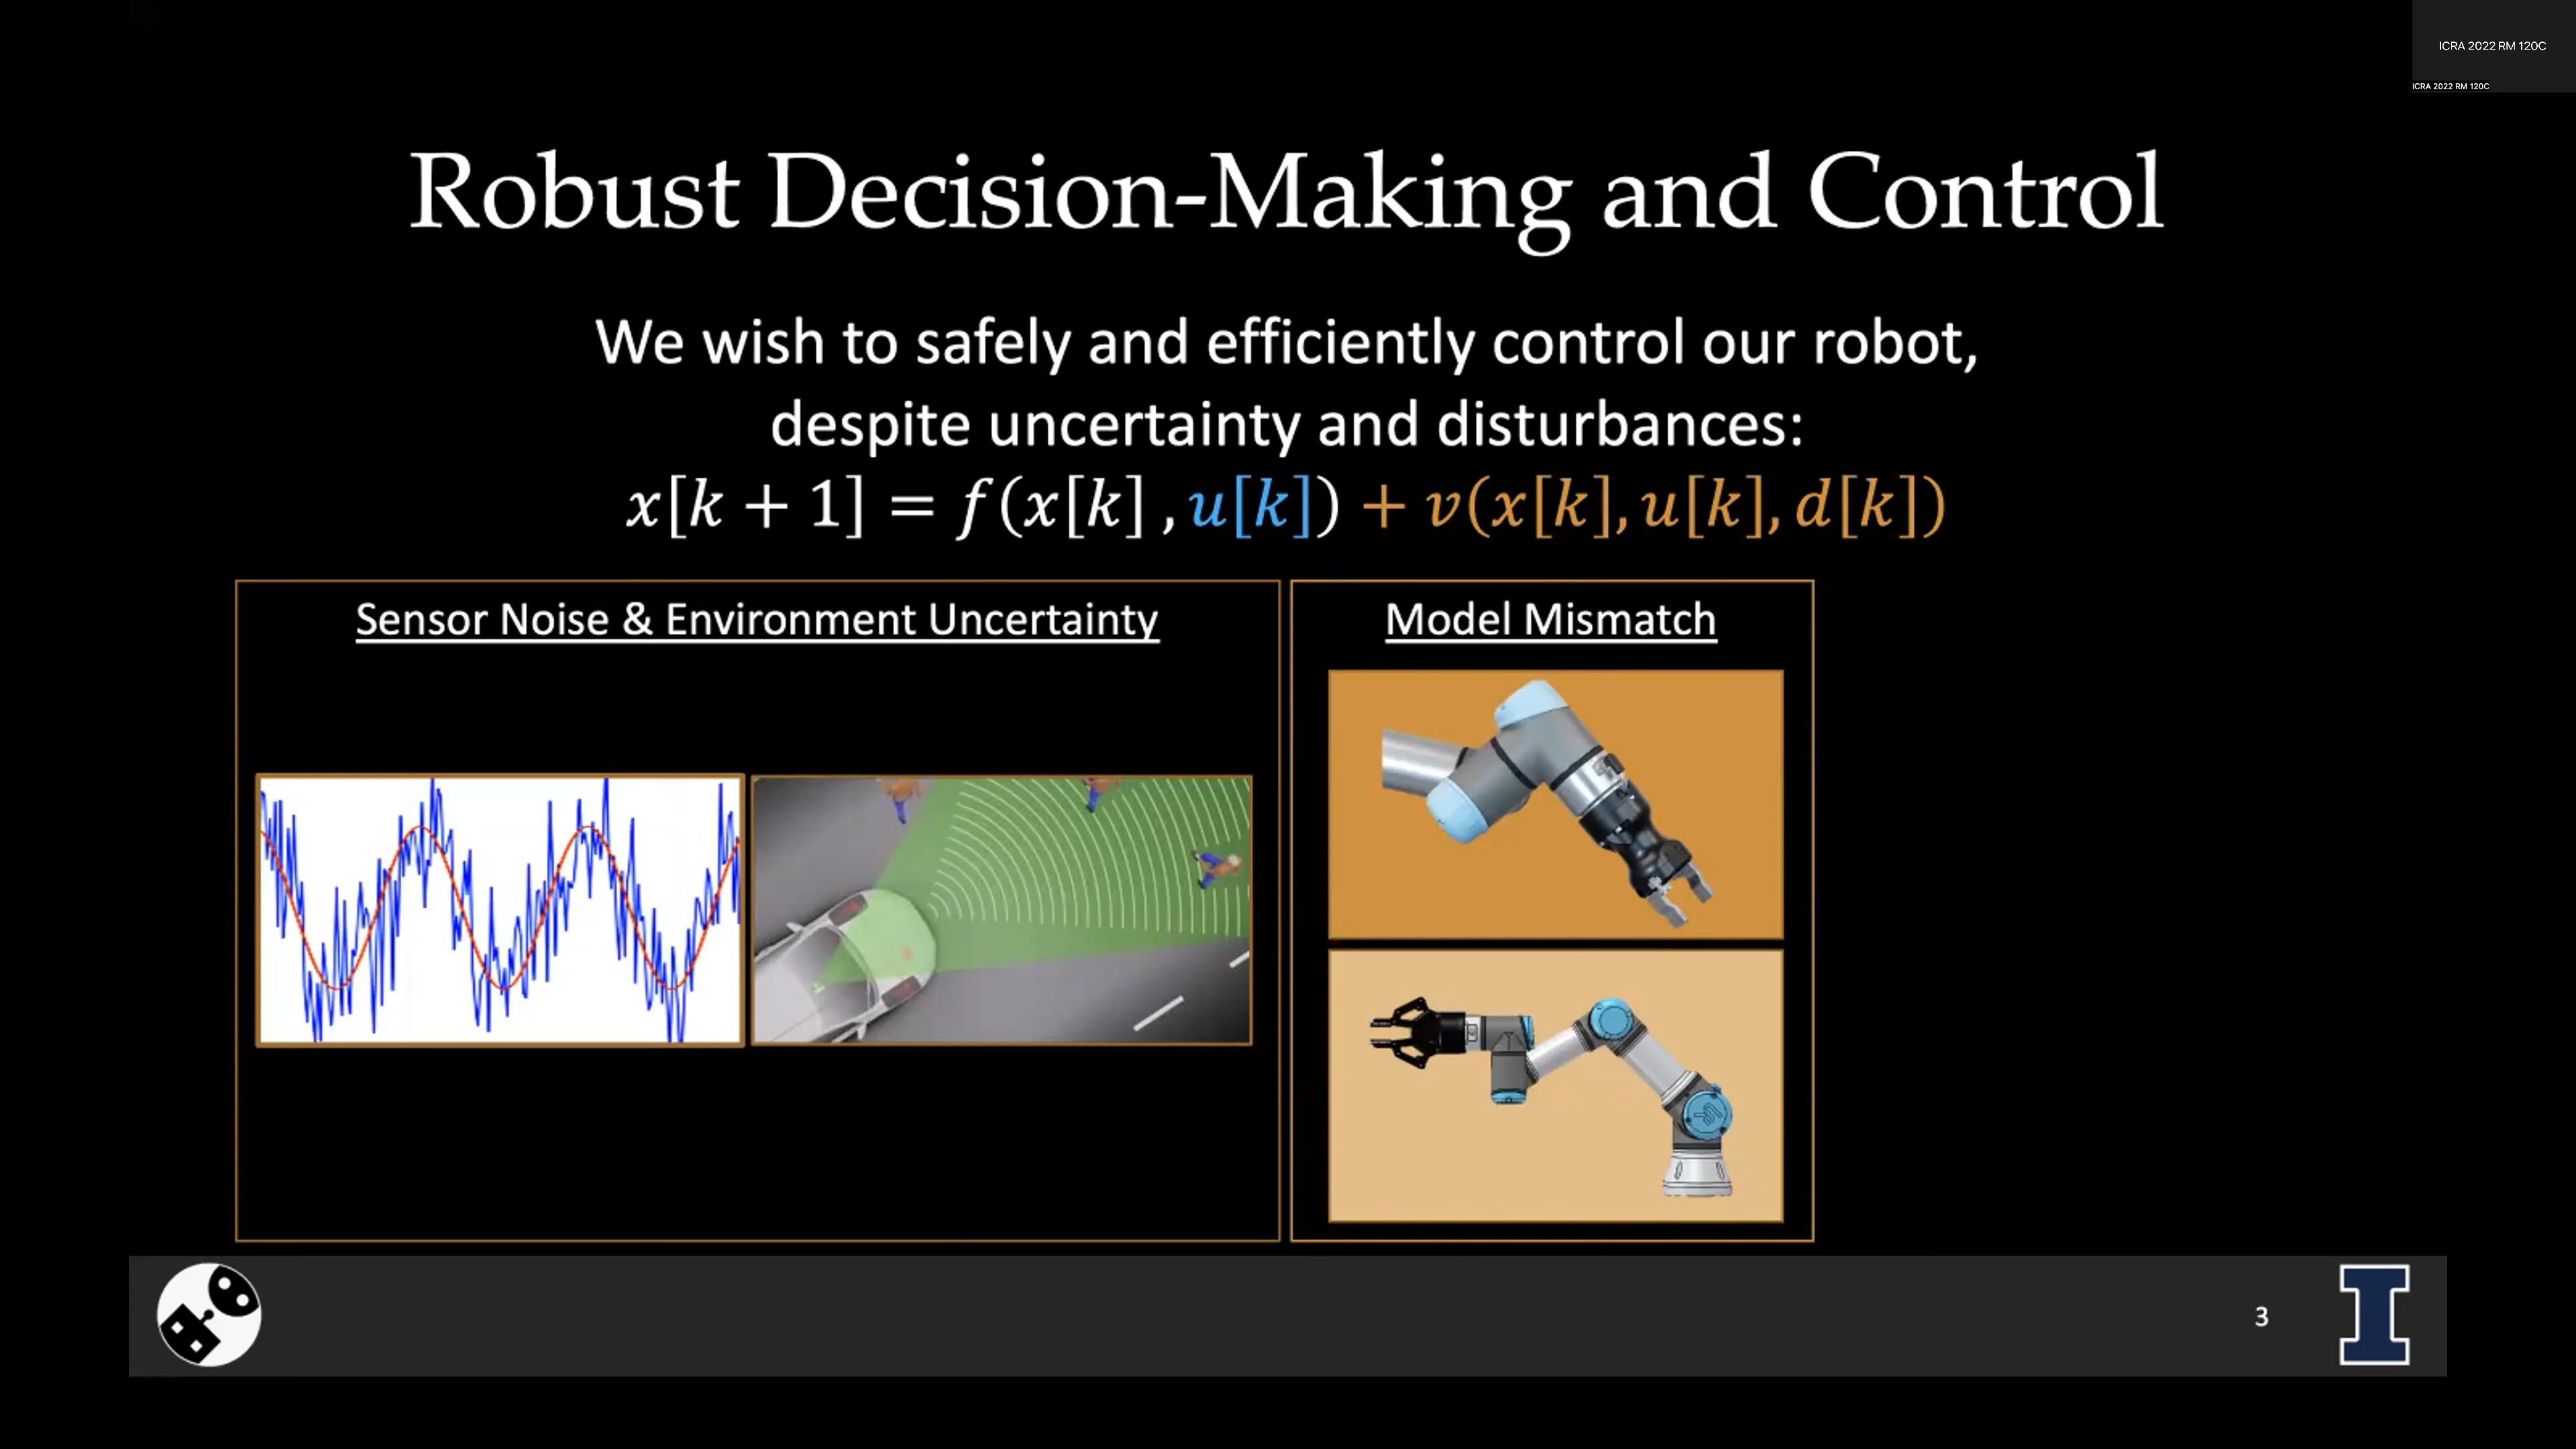 ICRA 2022 RM 120C
ICRA 2022 RM 120C
Robust Decision-Making and Control
We wish to safely and efficiently control our robot,
despite uncertainty and disturbances:
x[k + 1] = f(x[k] , u[k]) + v(x[k], u[k], d[k])
Sensor Noise & Environment Uncertainty
Model Mismatch
3
I